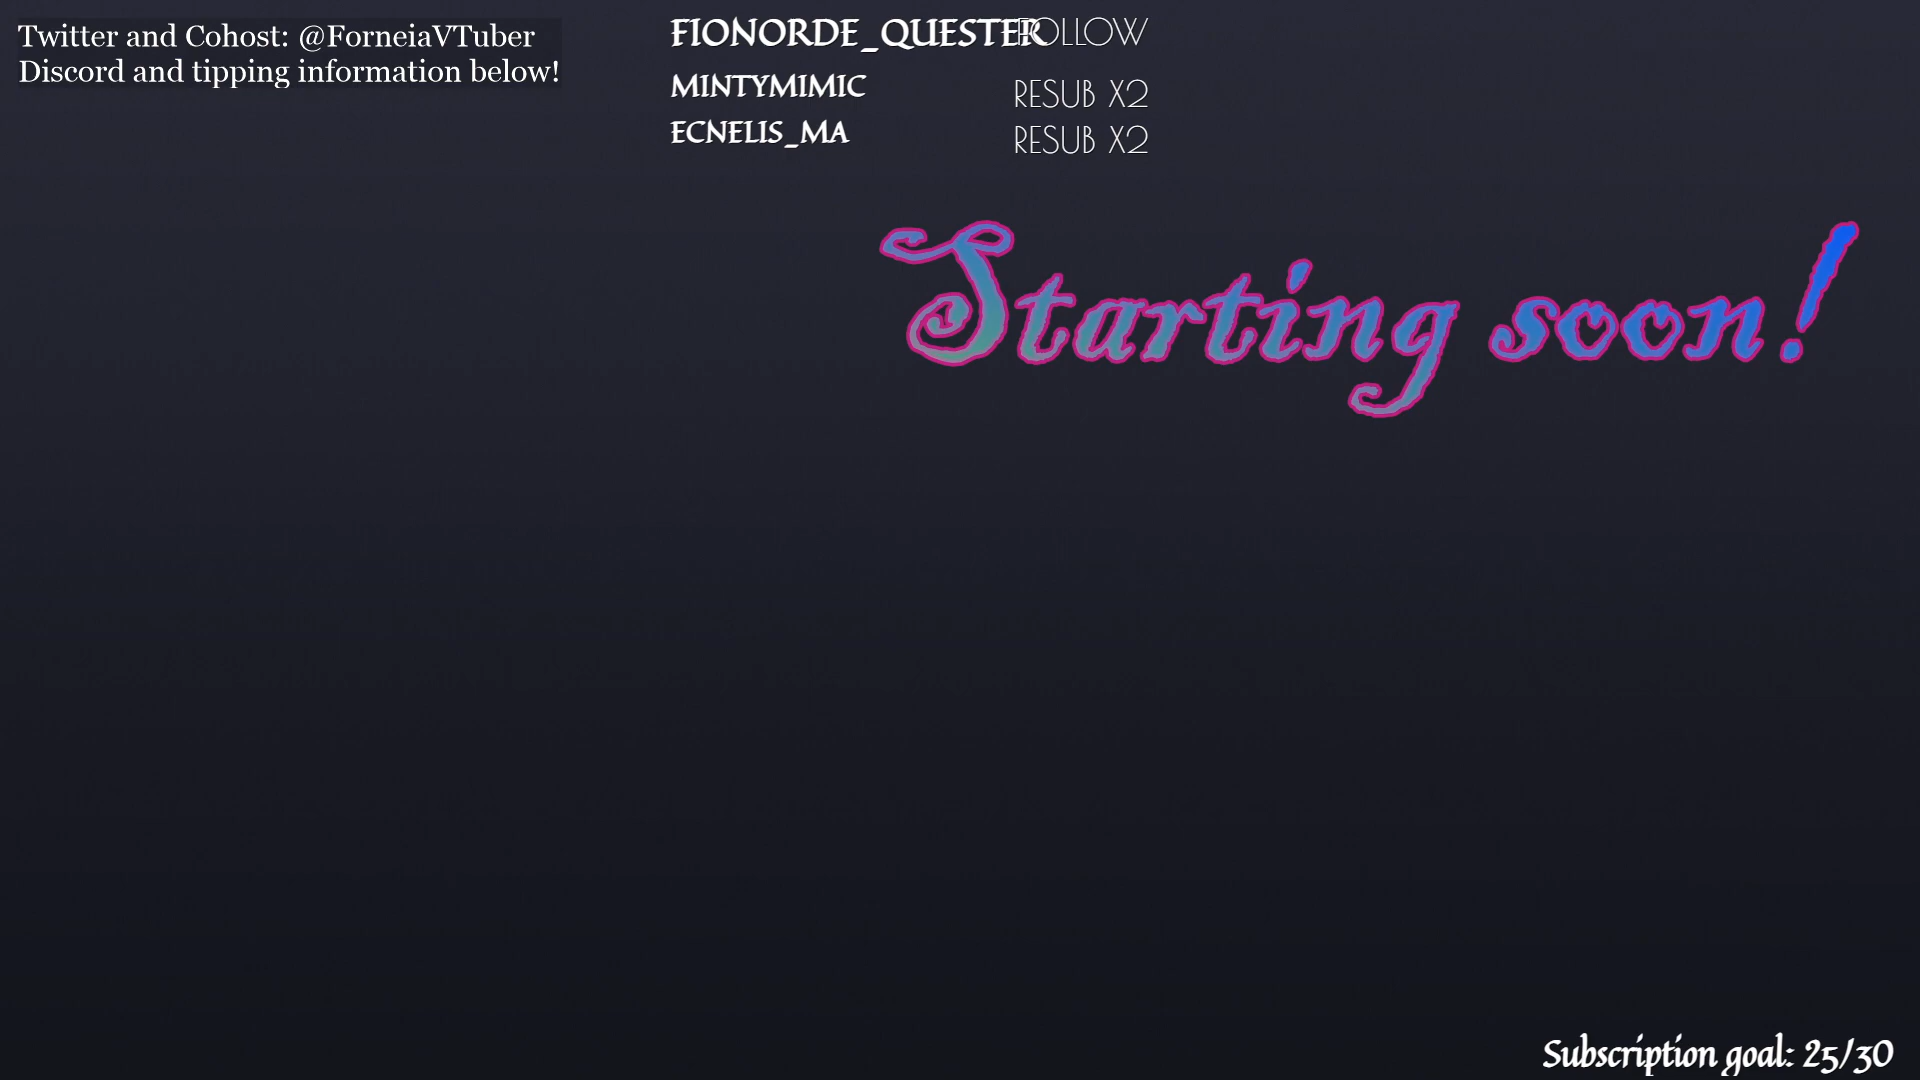 Twitter and Cohost: @ForneiaVTuber
Discord and tipping information below!
FIONORDE_QUESTER FOLLOW
MINTYMIMIC RESUB X2
ECNELIS_MA RESUB X2
Starting soon!
Subscription goal: 25/30